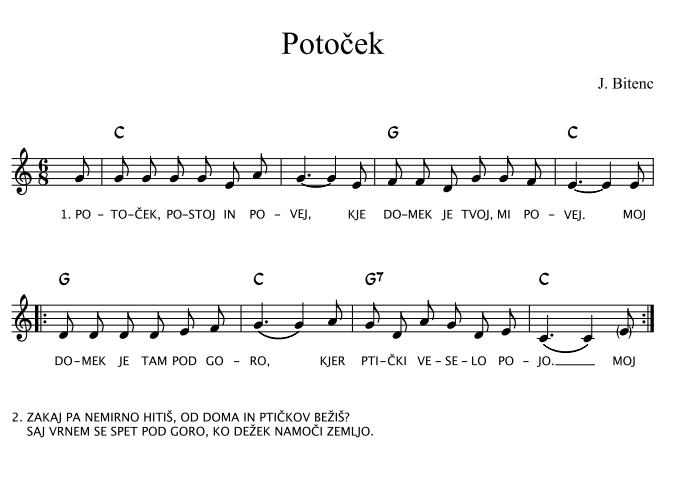 Potoček
J. Bitenc
C G C
1. PO – TO–ČEK, PO–STOJ IN PO – VEJ, KJE DO–MEK JE TVOJ, MI PO – VEJ. MOJ
G C G7 C
DO–MEK JE TAM POD GO – RO, KJER PTI–ČKI VE–SE–LO PO – JO. MOJ
2. ZAKAJ PA NEMIRNO HITIŠ, OD DOMA IN PTIČKOV BEŽIŠ?
SAJ VRNEM SE SPET POD GORO, KO DEŽEK NAMOČI ZEMLJO.